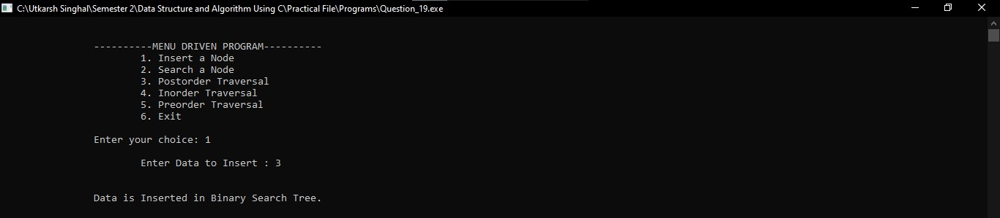 C:\Utkarsh Singhal\Semester 2\Data Structure and Algorithm Using C\Practical File\Programs\Question_19.exe
----------MENU DRIVEN PROGRAM----------
1. Insert a Node
2. Search a Node
3. Postorder Traversal
4. Inorder Traversal
5. Preorder Traversal
6. Exit
Enter your choice: 1
Enter Data to Insert : 3
Data is Inserted in Binary Search Tree.